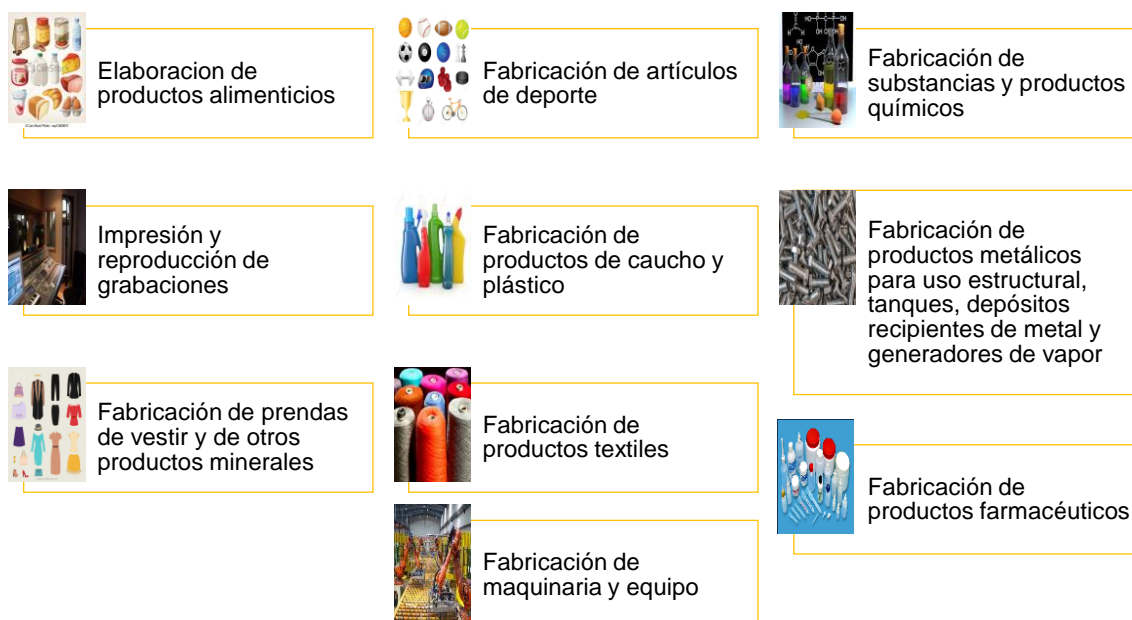 Elaboracion de
productos alimenticios
Fabricación de artículos
de deporte
Fabricación de
substancias y productos
químicos
Impresión y
reproducción de
grabaciones
Fabricación de
productos de caucho y
plástico
Fabricación de
productos metálicos
para uso estructural,
tanques, depósitos
recipientes de metal y
generadores de vapor
Fabricación de prendas
de vestir y de otros
productos minerales
Fabricación de
productos textiles
Fabricación de
productos farmacéuticos
Fabricación de
maquinaria y equipo